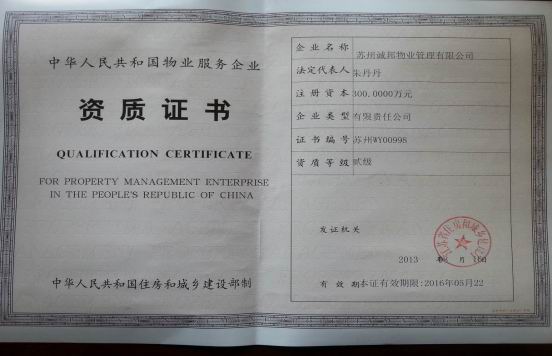 中华人民共和国物业服务企业
资质证书
QUALIFICATION CERTIFICATE
FOR PROPERTY MANAGEMENT ENTERPRISE
IN THE PEOPLE'S REPUBLIC OF CHINA
中华人民共和国住房和城乡建设部制
企业名称 苏州诚邦物业管理有限公司
法定代表人 朱丹丹
注册资本 300.0000万元
企业类型 有限责任公司
证书编号 苏州WY00998
资质等级 贰级
发证机关
2013 年 月 日
有效期 本证有效期限:2016年05月22